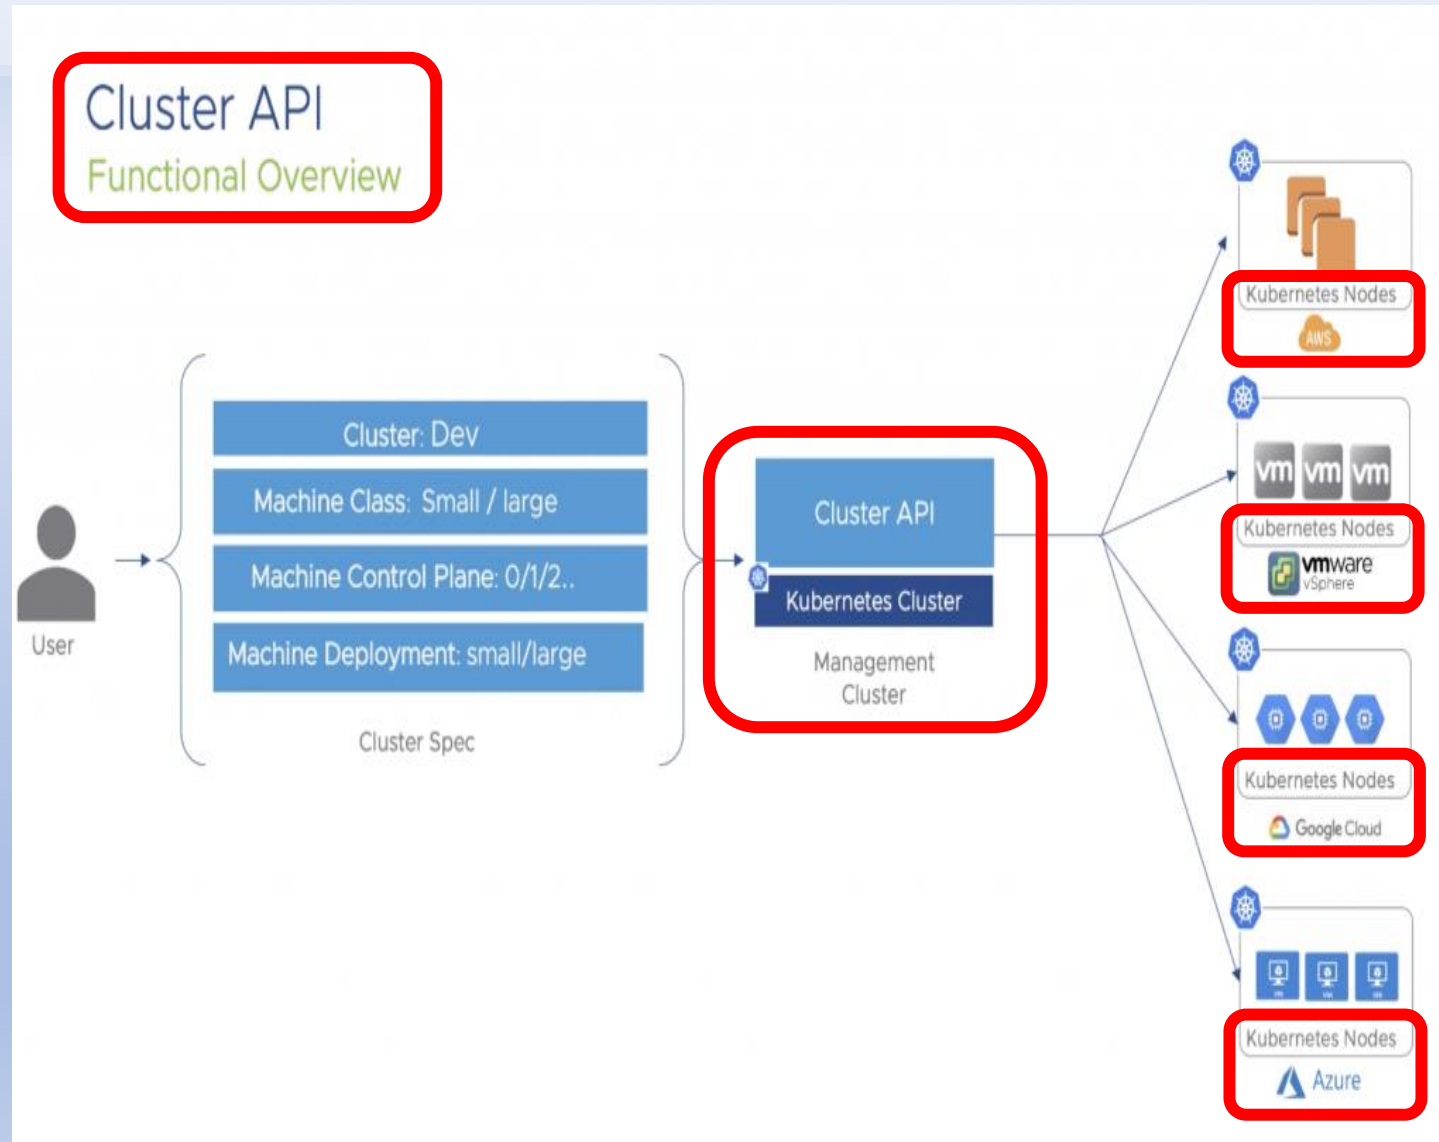 Cluster API
Functional Overview
User
Cluster: Dev
Machine Class: Small / large
Machine Control Plane: 0/1/2..
Machine Deployment: small/large
Cluster Spec
Cluster API
Kubernetes Cluster
Management
Cluster
Kubernetes Nodes
AWS
vm vm vm
Kubernetes Nodes
vmware
vSphere
Kubernetes Nodes
Google Cloud
Kubernetes Nodes
Azure